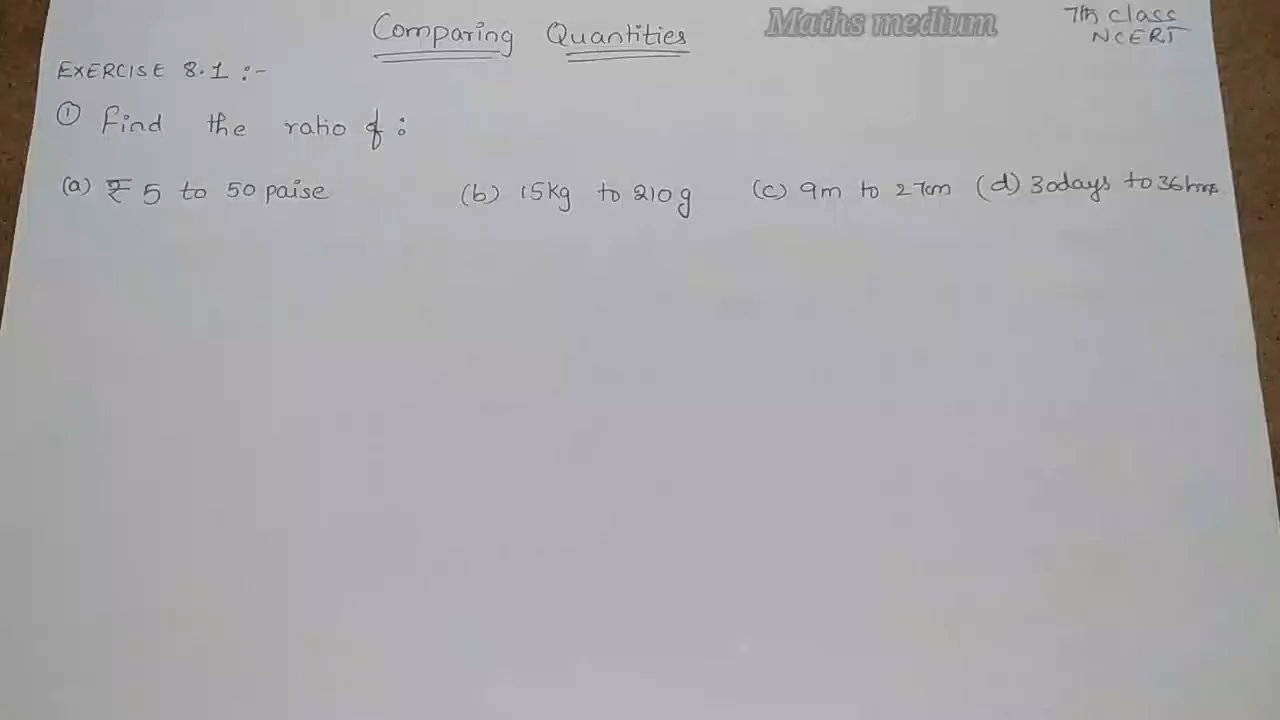 Comparing Quantities
Maths medium
7th class
NCERT
EXERCISE 8.1 :-
① Find the ratio of :
(a) ₹ 5 to 50 paise (b) 15kg to 210g (c) 9m to 27cm (d) 30days to 36hrs.